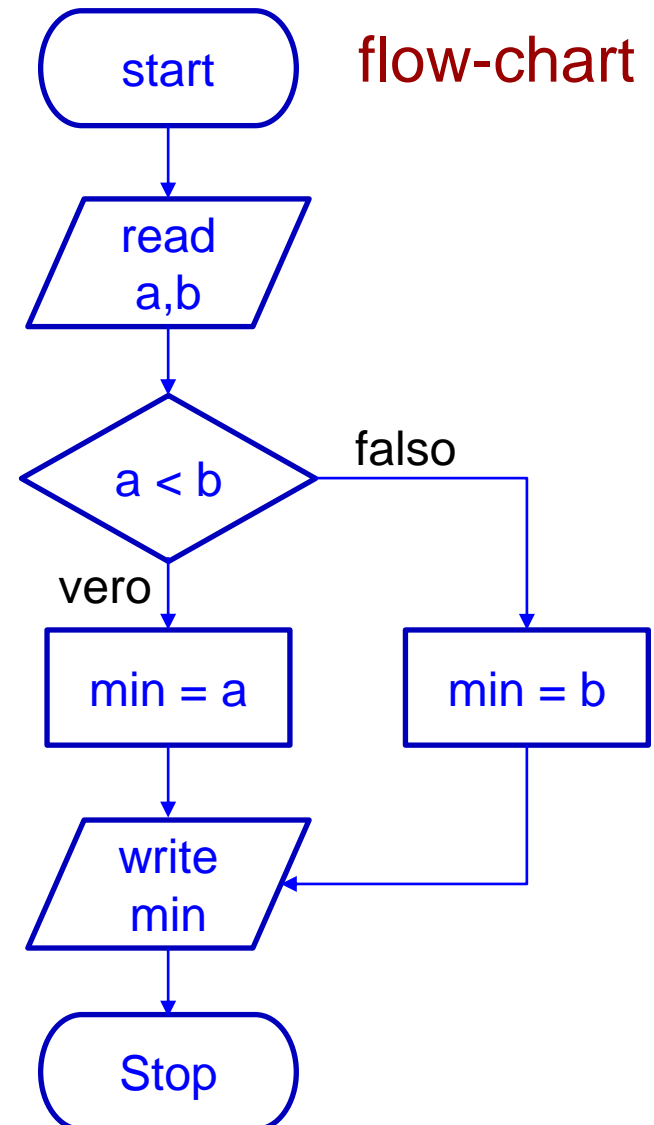 start
flow-chart
read
a,b
a < b
falso
vero
min = a
min = b
write
min
Stop